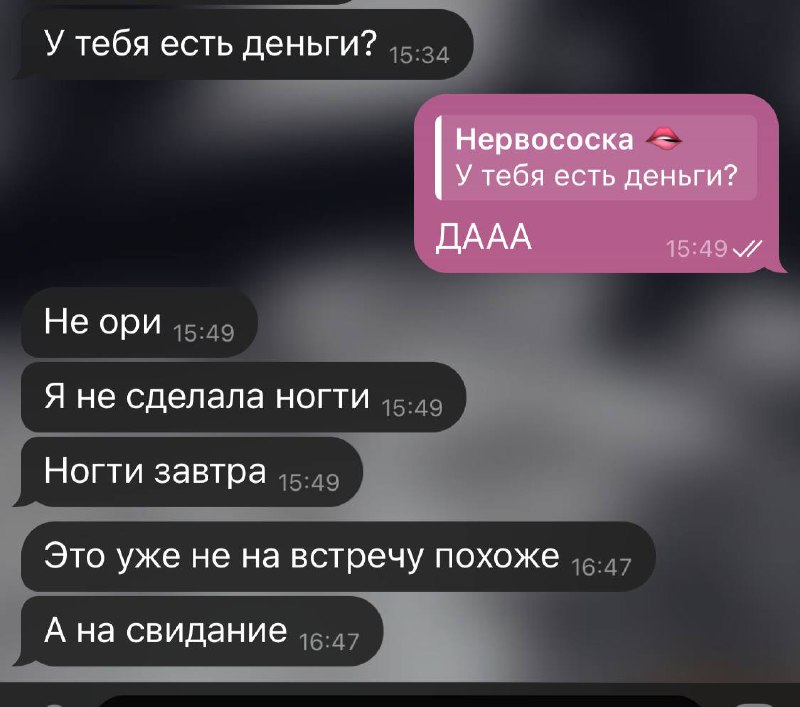 У тебя есть деньги? 15:34
Нервососка 🫦
У тебя есть деньги?
ДААА 15:49
Не ори 15:49
Я не сделала ногти 15:49
Ногти завтра 15:49
Это уже не на встречу похоже 16:47
А на свидание 16:47